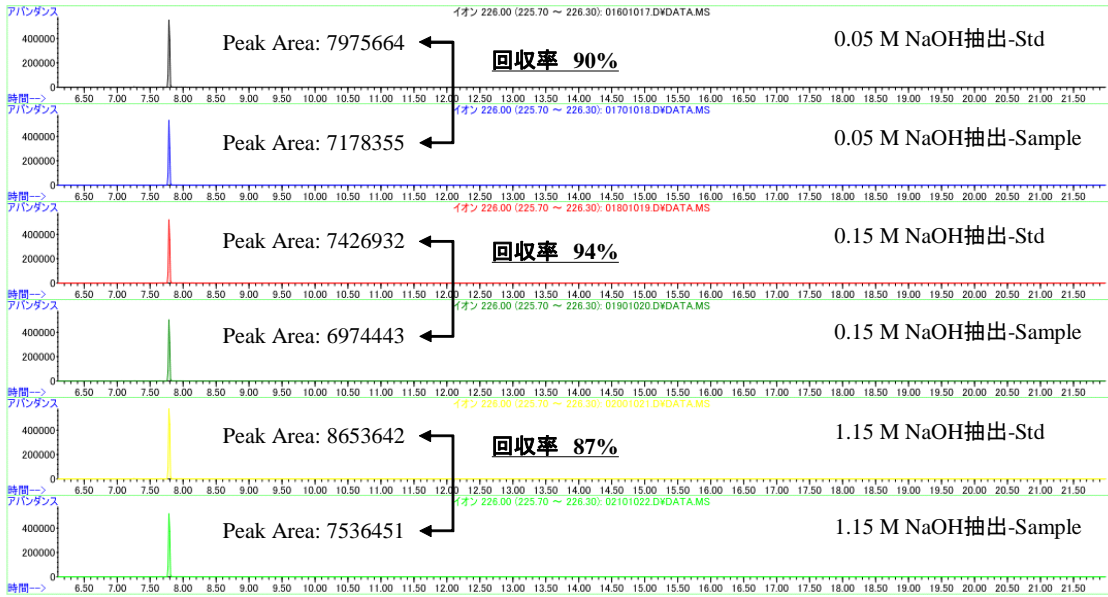 アバンダンス
イオン 226.00 (225.70 ～ 226.30): 01601017.D¥DATA.MS
400000
200000
0
Peak Area: 7975664
回収率 90%
0.05 M NaOH抽出-Std
時間-->
6.50 7.00 7.50 8.00 8.50 9.00 9.50 10.00 10.50 11.00 11.50 12.00 12.50 13.00 13.50 14.00 14.50 15.00 15.50 16.00 16.50 17.00 17.50 18.00 18.50 19.00 19.50 20.00 20.50 21.00 21.50
アバンダンス
イオン 226.00 (225.70 ～ 226.30): 01701018.D¥DATA.MS
400000
200000
0
Peak Area: 7178355
0.05 M NaOH抽出-Sample
時間-->
6.50 7.00 7.50 8.00 8.50 9.00 9.50 10.00 10.50 11.00 11.50 12.00 12.50 13.00 13.50 14.00 14.50 15.00 15.50 16.00 16.50 17.00 17.50 18.00 18.50 19.00 19.50 20.00 20.50 21.00 21.50
アバンダンス
イオン 226.00 (225.70 ～ 226.30): 01801019.D¥DATA.MS
400000
200000
0
Peak Area: 7426932
回収率 94%
0.15 M NaOH抽出-Std
時間-->
6.50 7.00 7.50 8.00 8.50 9.00 9.50 10.00 10.50 11.00 11.50 12.00 12.50 13.00 13.50 14.00 14.50 15.00 15.50 16.00 16.50 17.00 17.50 18.00 18.50 19.00 19.50 20.00 20.50 21.00 21.50
アバンダンス
イオン 226.00 (225.70 ～ 226.30): 01901020.D¥DATA.MS
400000
200000
0
Peak Area: 6974443
0.15 M NaOH抽出-Sample
時間-->
6.50 7.00 7.50 8.00 8.50 9.00 9.50 10.00 10.50 11.00 11.50 12.00 12.50 13.00 13.50 14.00 14.50 15.00 15.50 16.00 16.50 17.00 17.50 18.00 18.50 19.00 19.50 20.00 20.50 21.00 21.50
アバンダンス
イオン 226.00 (225.70 ～ 226.30): 02001021.D¥DATA.MS
400000
200000
0
Peak Area: 8653642
回収率 87%
1.15 M NaOH抽出-Std
時間-->
6.50 7.00 7.50 8.00 8.50 9.00 9.50 10.00 10.50 11.00 11.50 12.00 12.50 13.00 13.50 14.00 14.50 15.00 15.50 16.00 16.50 17.00 17.50 18.00 18.50 19.00 19.50 20.00 20.50 21.00 21.50
アバンダンス
イオン 226.00 (225.70 ～ 226.30): 02101022.D¥DATA.MS
400000
200000
0
Peak Area: 7536451
1.15 M NaOH抽出-Sample
時間-->
6.50 7.00 7.50 8.00 8.50 9.00 9.50 10.00 10.50 11.00 11.50 12.00 12.50 13.00 13.50 14.00 14.50 15.00 15.50 16.00 16.50 17.00 17.50 18.00 18.50 19.00 19.50 20.00 20.50 21.00 21.50